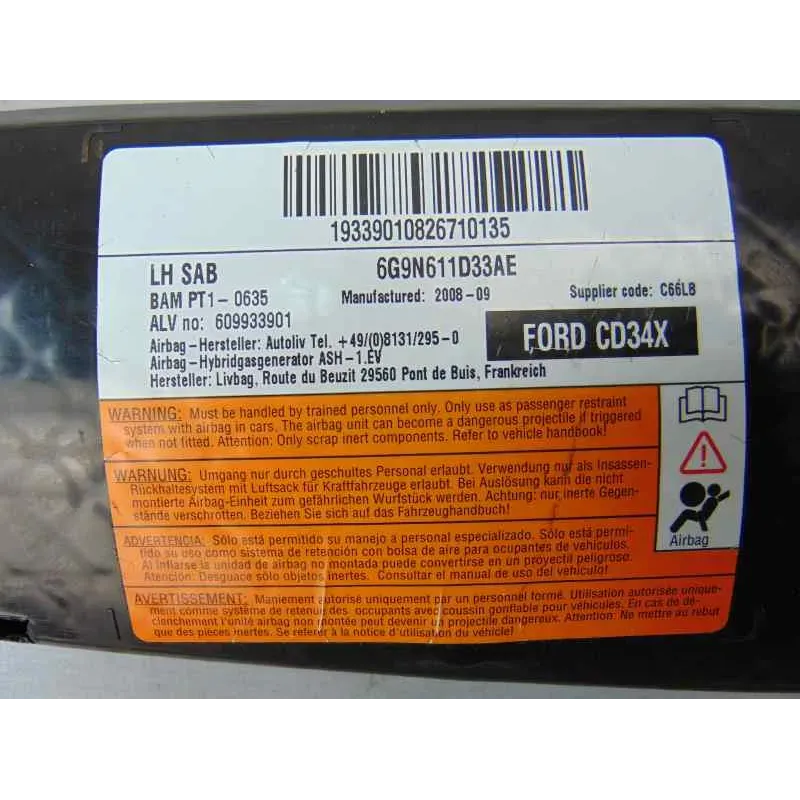 19339010826710135
LH SAB 6G9N611D33AE
BAM PT1-0635 Manufactured: 2008-09 Supplier code: C66LB
ALV no: 609933901
FORD CD34X
Airbag-Hersteller: Autoliv Tel. +49/(0)8131/295-0
Airbag-Hybridgasgenerator ASH-1.EV
Hersteller: Livbag, Route du Beuzit 29560 Pont de Buis, Frankreich
WARNING: Must be handled by trained personnel only. Only use as passenger restraint
system with airbag in cars. The airbag unit can become a dangerous projectile if triggered
when not fitted. Attention: Only scrap inert components. Refer to vehicle handbook!
WARNUNG: Umgang nur durch geschultes Personal erlaubt. Verwendung nur als Insassen-
Rückhaltesystem mit Luftsack für Kraftfahrzeuge erlaubt. Bei Auslösung kann die nicht
montierte Airbag-Einheit zum gefährlichen Wurfstück werden. Achtung: nur inerte Gegen-
stände verschrotten. Beziehen Sie sich auf das Fahrzeughandbuch!
ADVERTENCIA: Sólo está permitido su manejo a personal especializado. Sólo está permi-
tido su uso como sistema de retención con bolsa de aire para ocupantes de vehículos.
Al inflarse la unidad de airbag no montada puede convertirse en un proyectil peligroso.
Atención: Desguace sólo objetos inertes. Consultar el manual de uso del vehículo!
AVERTISSEMENT: Maniement autorisé uniquement par un personnel formé. Utilisation autorisée unique-
ment comme système de retenue des occupants avec coussin gonflable pour véhicules. En cas de dé-
clenchement l'unité airbag non montée peut devenir un projectile dangereux. Attention: Ne mettre au rebut
que des pièces inertes. Se référer à la notice d'utilisation du véhicule!
Airbag